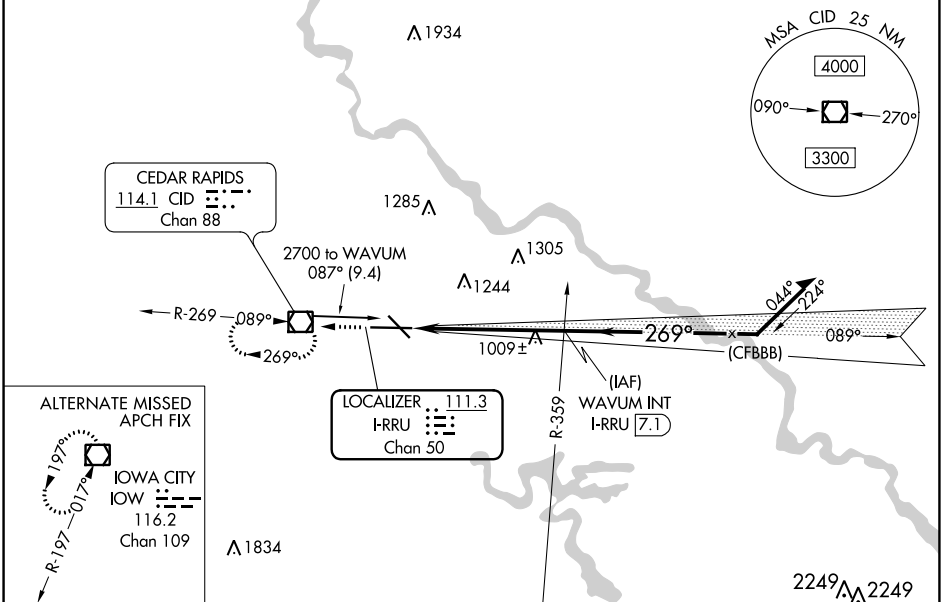 1934
MSA CID 25 NM
4000
090°
270°
3300
CEDAR RAPIDS
114.1 CID
Chan 88
1285
2700 to WAVUM
087° (9.4)
1305
1244
044°
224°
R-269
089°
269°
1009±
269°
x
089°
(CFBBB)
(IAF)
WAVUM INT
I-RRU 7.1
R-359
LOCALIZER 111.3
I-RRU
Chan 50
ALTERNATE MISSED
APCH FIX
197°
017°
R-197
IOWA CITY
IOW
116.2
Chan 109
1834
2249
2249